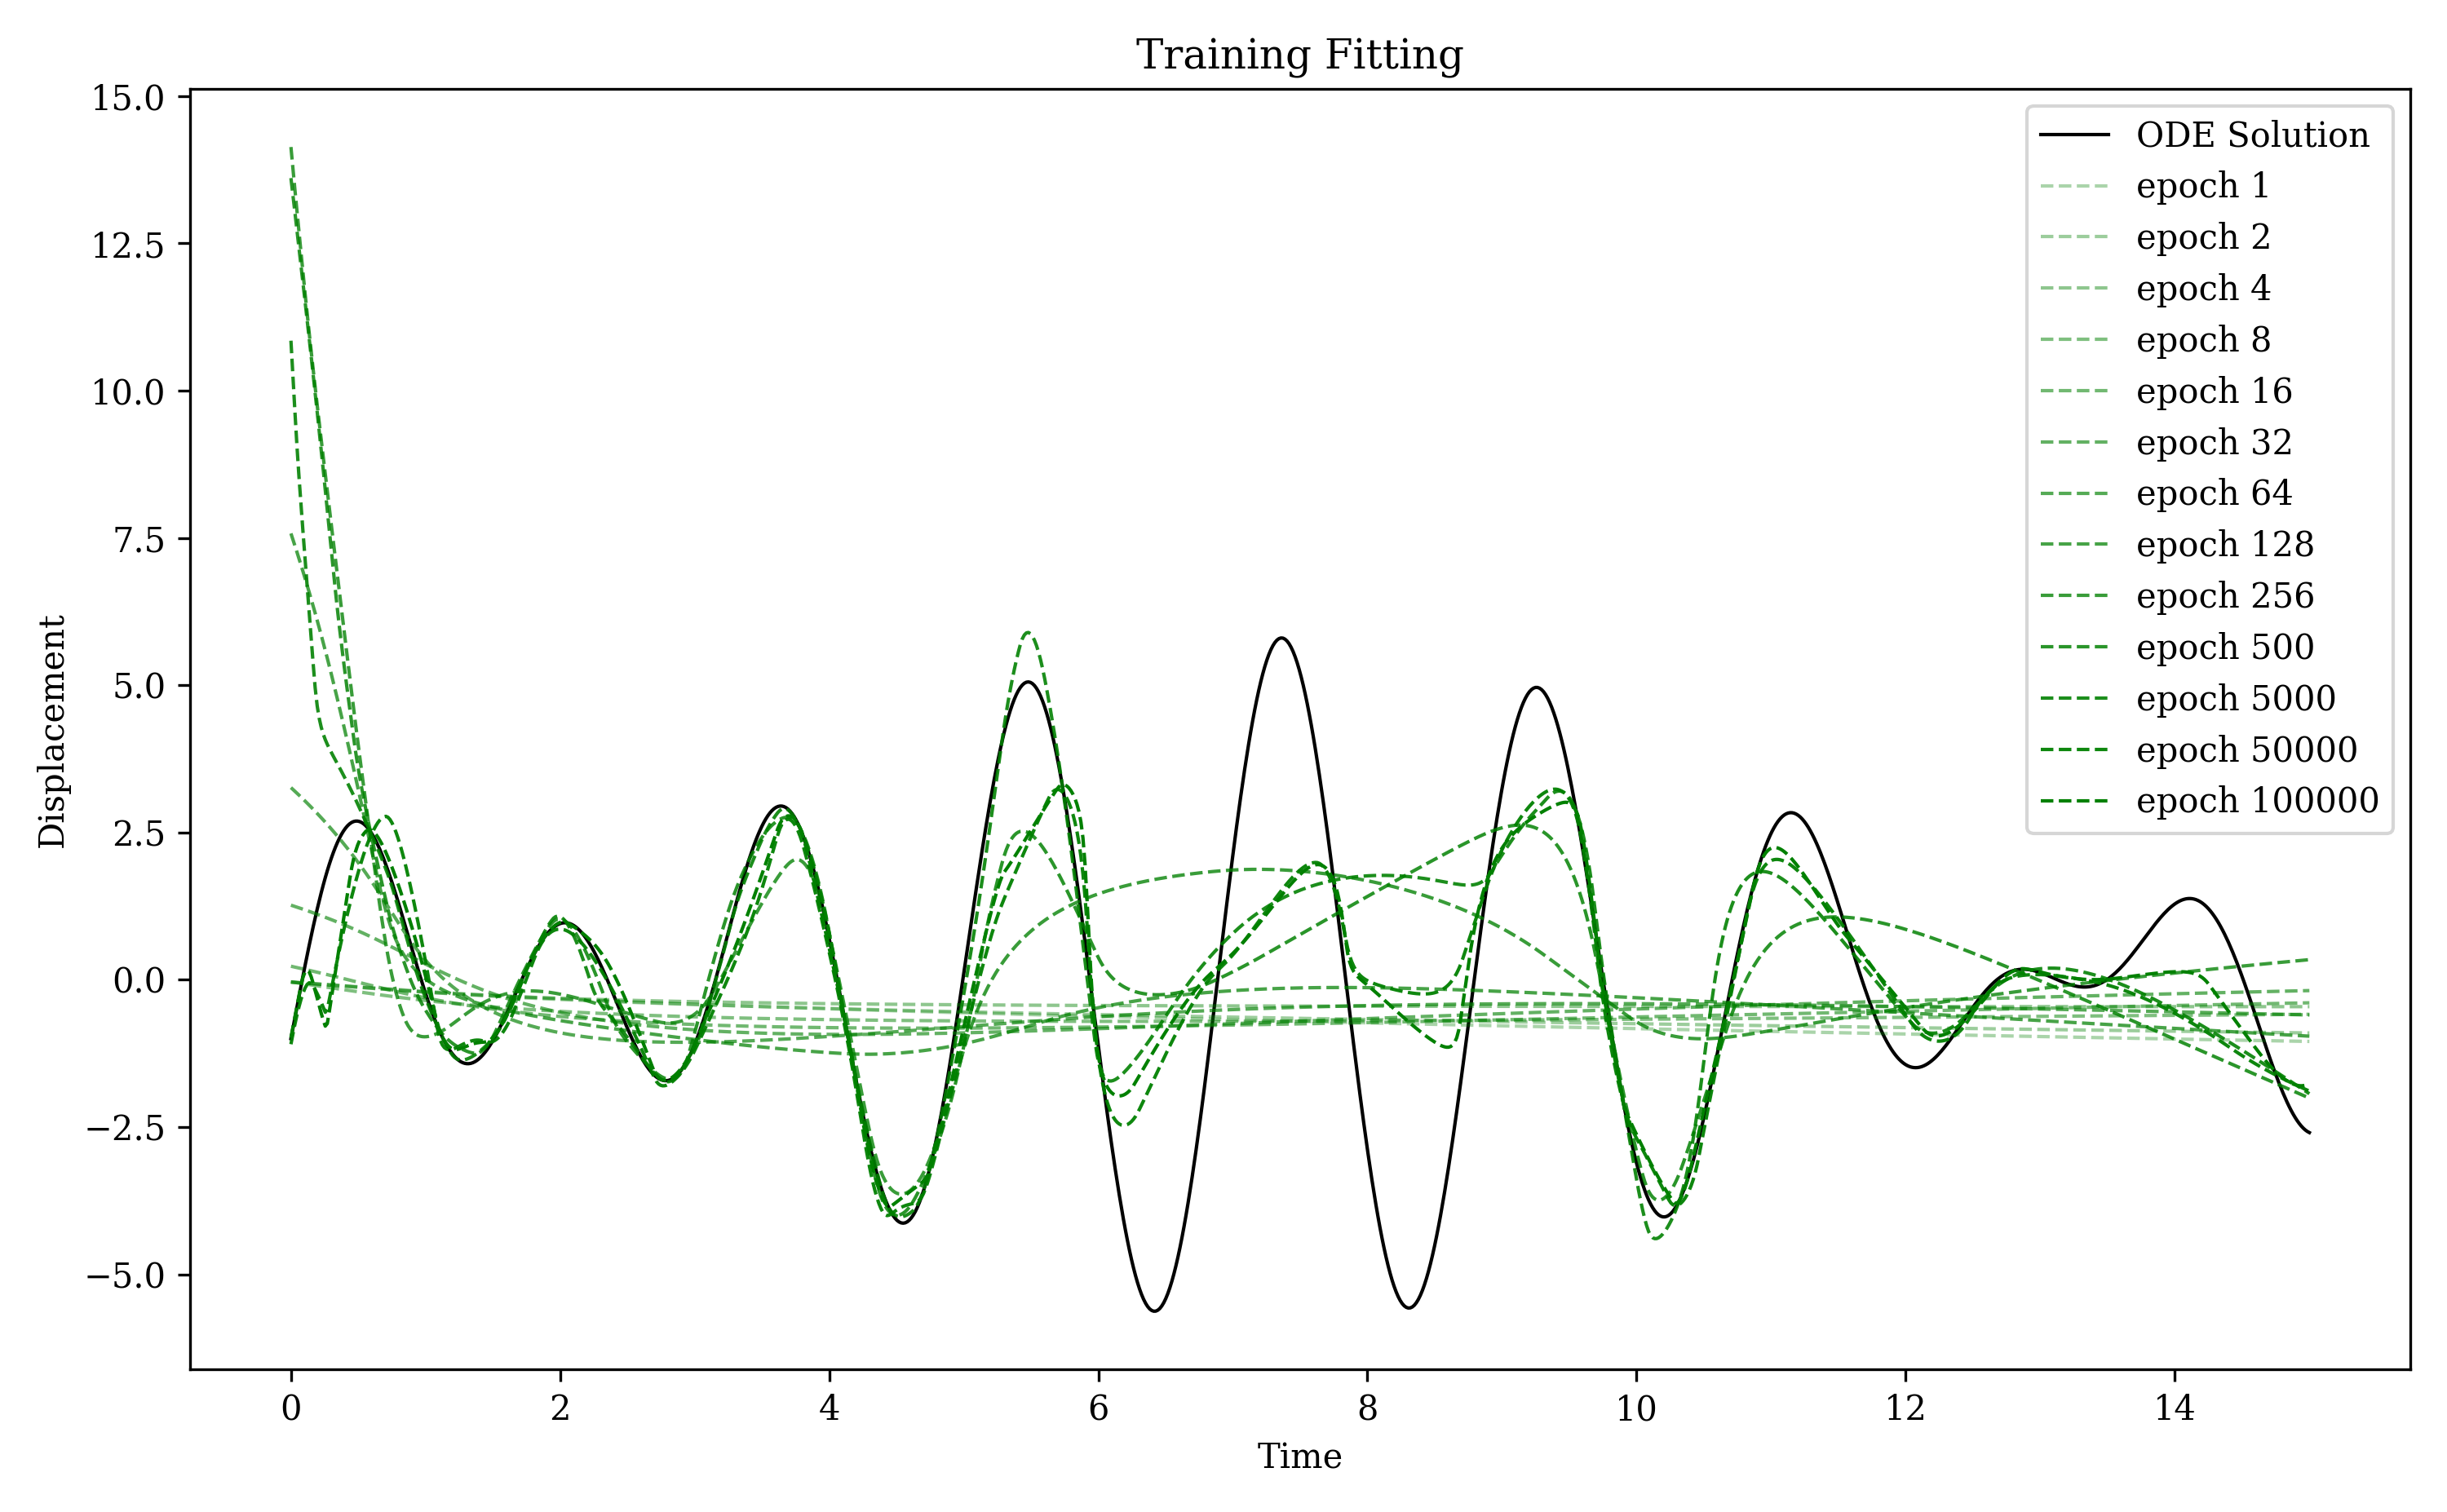 Training Fitting
15.0
12.5
10.0
7.5
5.0
2.5
0.0
−2.5
−5.0
Displacement
0
2
4
6
8
10
12
14
Time
ODE Solution
epoch 1
epoch 2
epoch 4
epoch 8
epoch 16
epoch 32
epoch 64
epoch 128
epoch 256
epoch 500
epoch 5000
epoch 50000
epoch 100000